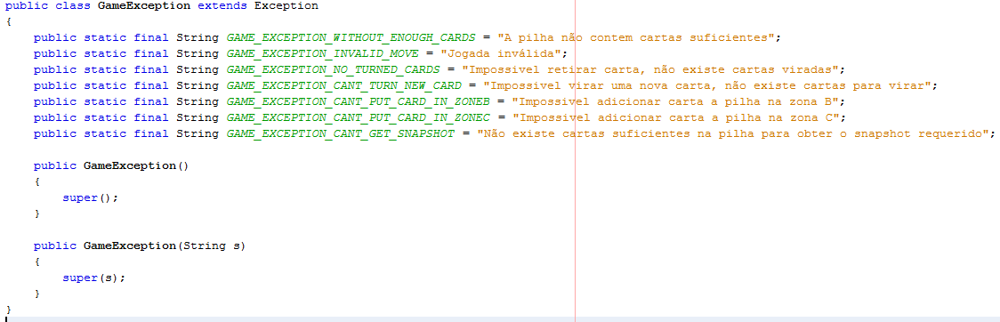 public class GameException extends Exception
{
    public static final String GAME_EXCEPTION_WITHOUT_ENOUGH_CARDS = "A pilha não contem cartas suficientes";
    public static final String GAME_EXCEPTION_INVALID_MOVE = "Jogada inválida";
    public static final String GAME_EXCEPTION_NO_TURNED_CARDS = "Impossivel retirar carta, não existe cartas viradas";
    public static final String GAME_EXCEPTION_CANT_TURN_NEW_CARD = "Impossivel virar uma nova carta, não existe cartas para virar";
    public static final String GAME_EXCEPTION_CANT_PUT_CARD_IN_ZONEB = "Impossivel adicionar carta a pilha na zona B";
    public static final String GAME_EXCEPTION_CANT_PUT_CARD_IN_ZONEC = "Impossivel adicionar carta a pilha na zona C";
    public static final String GAME_EXCEPTION_CANT_GET_SNAPSHOT = "Não existe cartas suficientes na pilha para obter o snapshot requerido";
    public GameException()
    {
        super();
    }
    public GameException(String s)
    {
        super(s);
    }
}